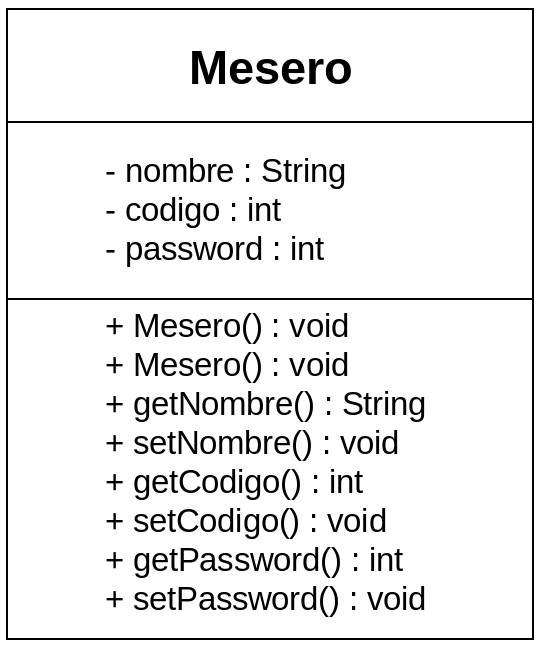 Mesero
- nombre : String
- codigo : int
- password : int
+ Mesero() : void
+ Mesero() : void
+ getNombre() : String
+ setNombre() : void
+ getCodigo() : int
+ setCodigo() : void
+ getPassword() : int
+ setPassword() : void